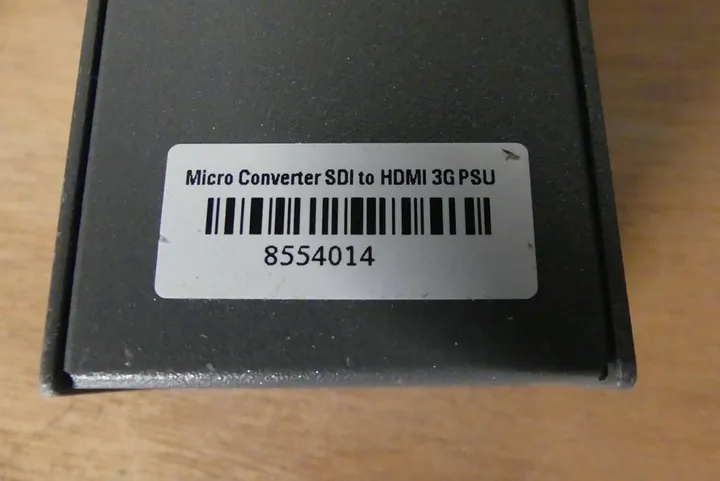 Micro Converter SDI to HDMI 3G PSU
8554014